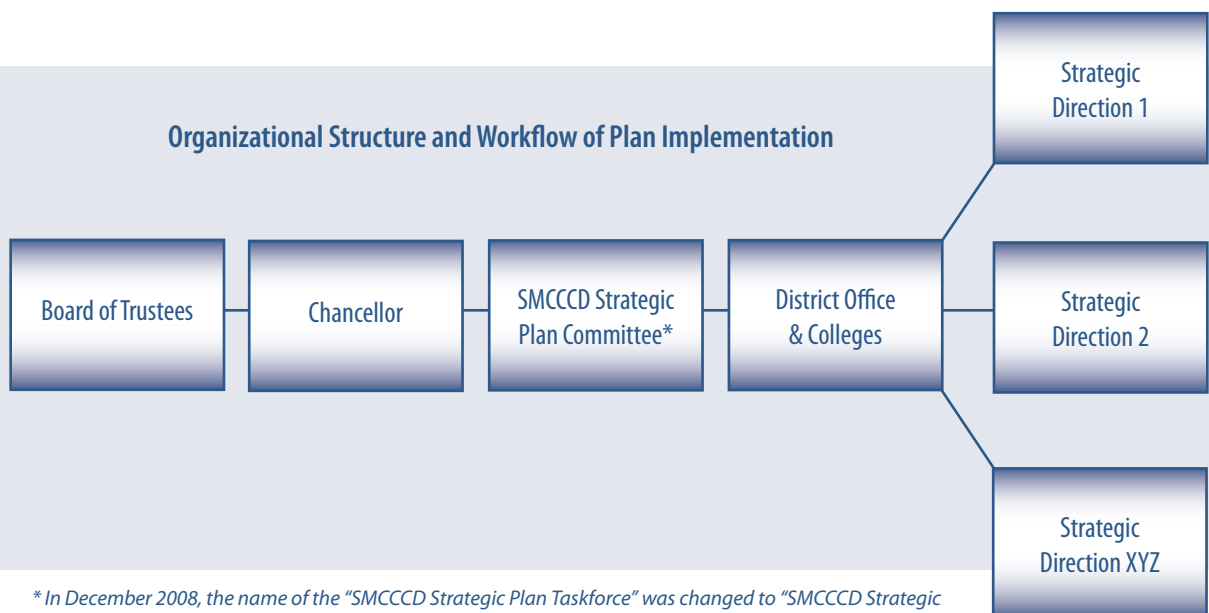 Strategic
Direction 1
Organizational Structure and Workflow of Plan Implementation
Board of Trustees
Chancellor
SMCCCD Strategic
Plan Committee*
District Office
& Colleges
Strategic
Direction 2
Strategic
Direction XYZ
* In December 2008, the name of the “SMCCCD Strategic Plan Taskforce” was changed to “SMCCCD Strategic